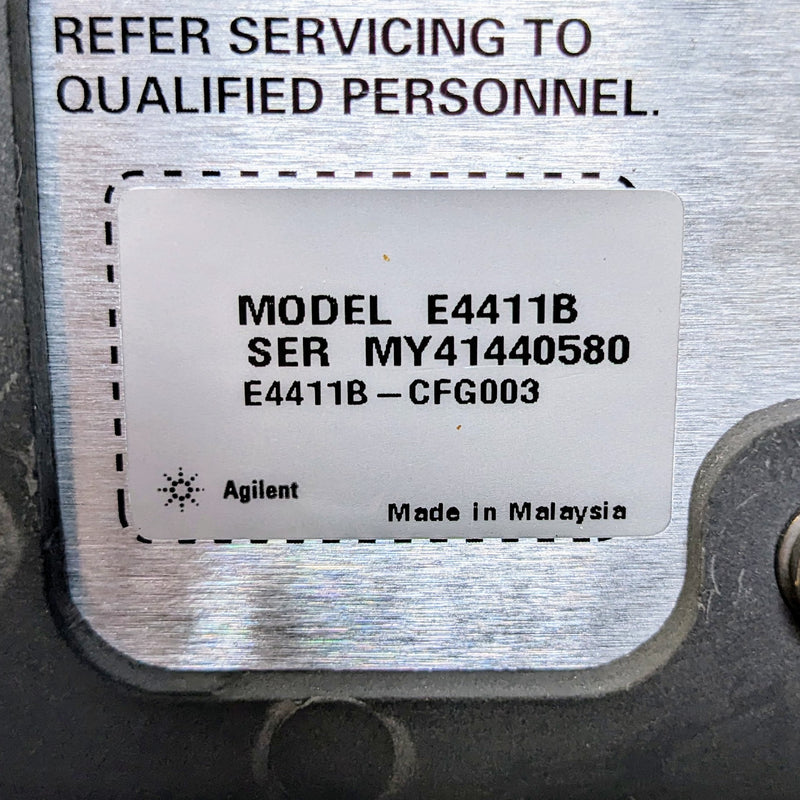 REFER SERVICING TO
QUALIFIED PERSONNEL.
MODEL E4411B
SER MY41440580
E4411B-CFG003
Agilent
Made in Malaysia